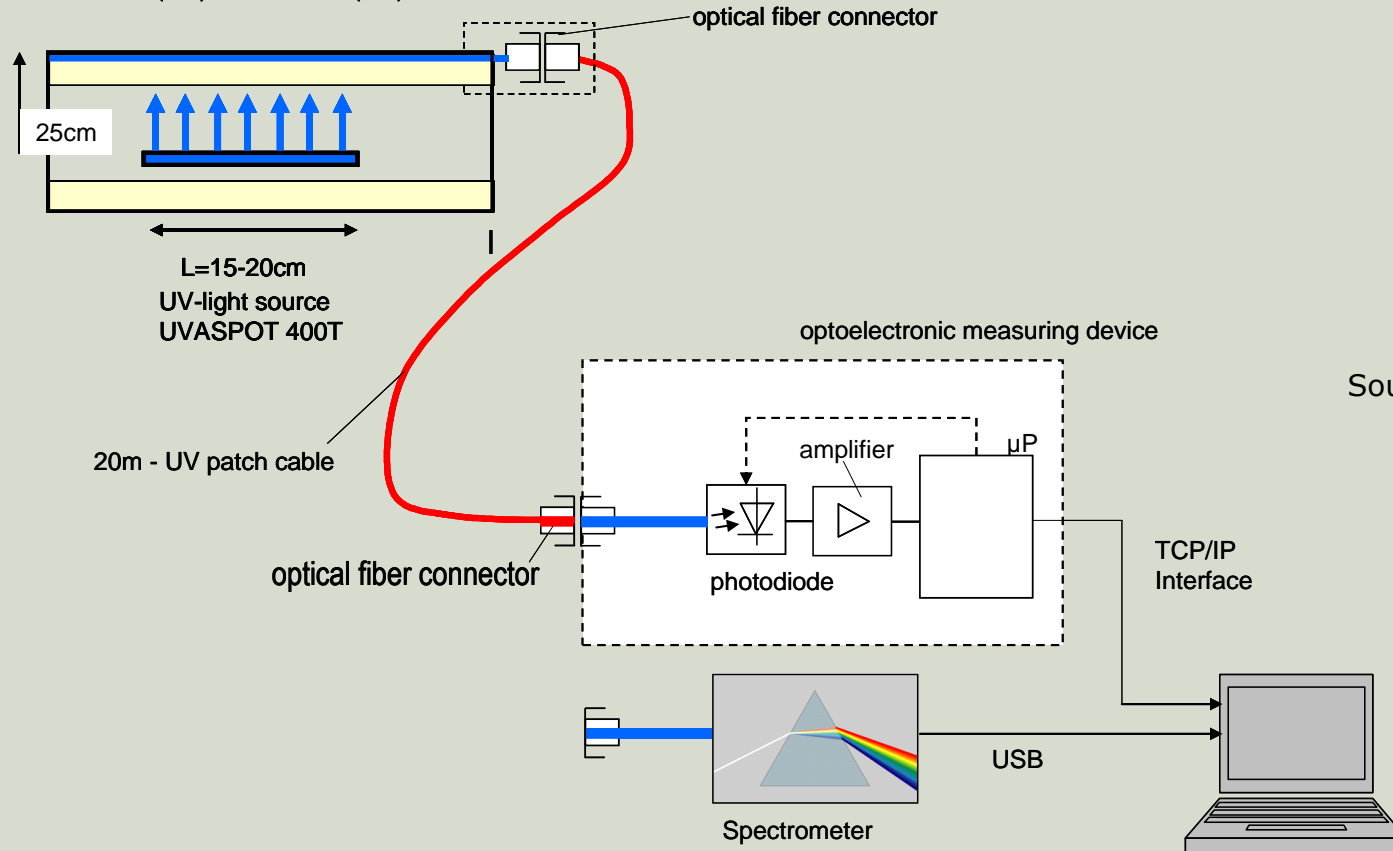 optical fiber connector
25cm
L=15-20cm
UV-light source
UVASPOT 400T
optoelectronic measuring device
20m - UV patch cable
amplifier
µP
optical fiber connector
photodiode
TCP/IP
Interface
USB
Spectrometer